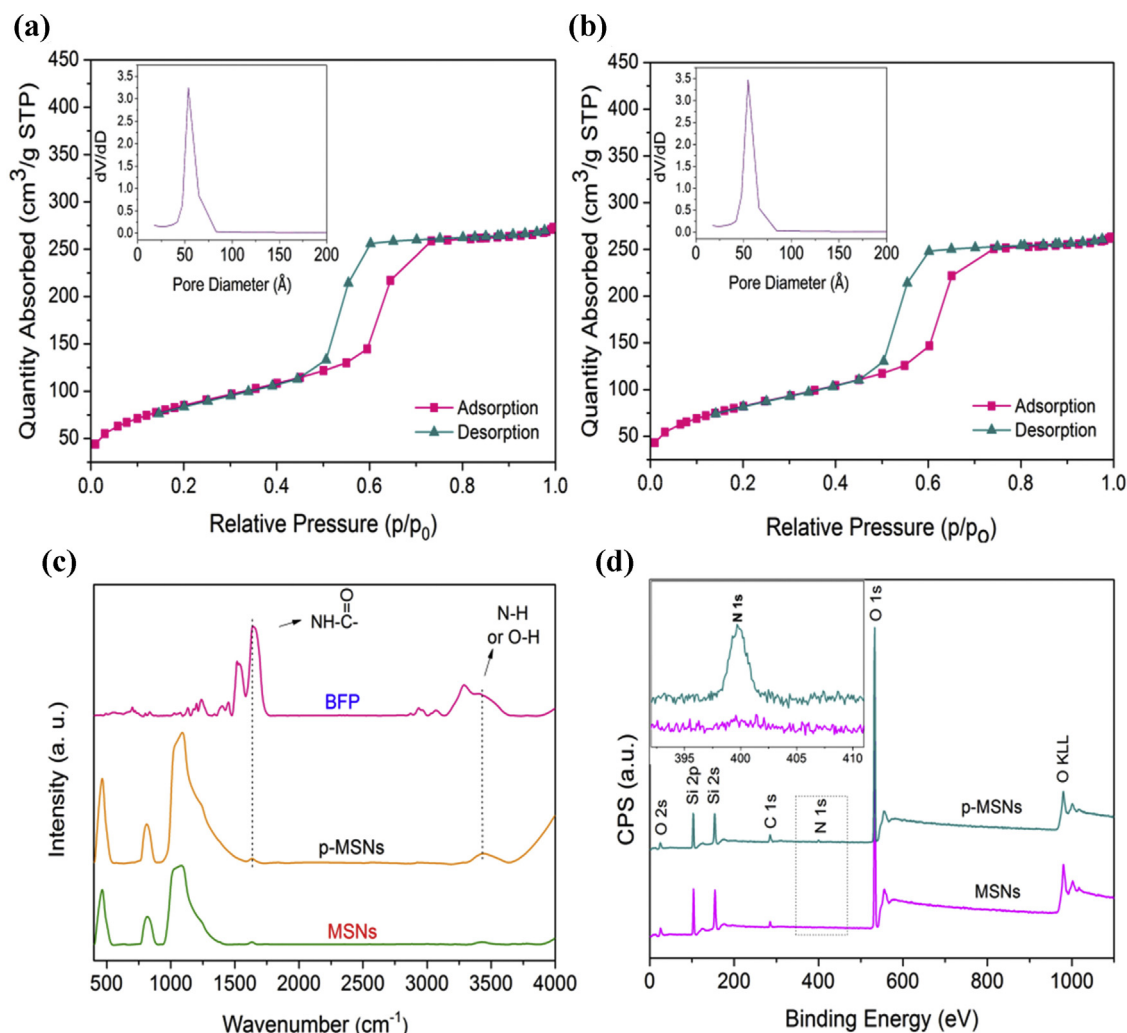 (a)
450
400
350
300
250
200
150
100
50
Quantity Absorbed (cm³/g STP)
3.5
3.0
2.5
2.0
1.5
1.0
0.5
0.0
dV/dD
0 50 100 150 200
Pore Diameter (Å)
Adsorption
Desorption
0.0 0.2 0.4 0.6 0.8 1.0
Relative Pressure (p/p₀)
(b)
450
400
350
300
250
200
150
100
50
Quantity Absorbed (cm³/g STP)
3.5
3.0
2.5
2.0
1.5
1.0
0.5
0.0
dV/dD
0 50 100 150 200
Pore Diameter (Å)
Adsorption
Desorption
0.0 0.2 0.4 0.6 0.8 1.0
Relative Pressure (p/pₒ)
(c)
Intensity (a. u.)
O
NH-C-
N-H
or O-H
BFP
p-MSNs
MSNs
500 1000 1500 2000 2500 3000 3500 4000
Wavenumber (cm⁻¹)
(d)
CPS (a.u.)
N 1s
395 400 405 410
O 2s
Si 2p
Si 2s
C 1s
N 1s
O 1s
O KLL
p-MSNs
MSNs
0 200 400 600 800 1000
Binding Energy (eV)